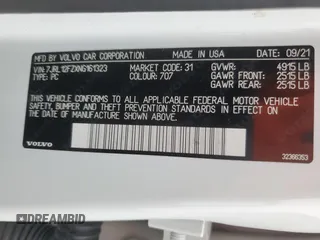 MFD. BY VOLVO CAR CORPORATION IN USA 09/21
VIN: 7JRL12FZXNG161323 MARKET CODE: 31 GVWR: 4915 LB
TYPE: PC COLOUR: 707 GAWR FRONT: 2515 LB
GAWR REAR: 2515 LB
THIS VEHICLE CONFORMS TO ALL APPLICABLE FEDERAL MOTOR VEHICLE
SAFETY, BUMPER AND THEFT PREVENTION STANDARDS IN EFFECT ON
THE DATE OF MANUFACTURE SHOWN ABOVE.
VOLVO
32366353
DREAMBID